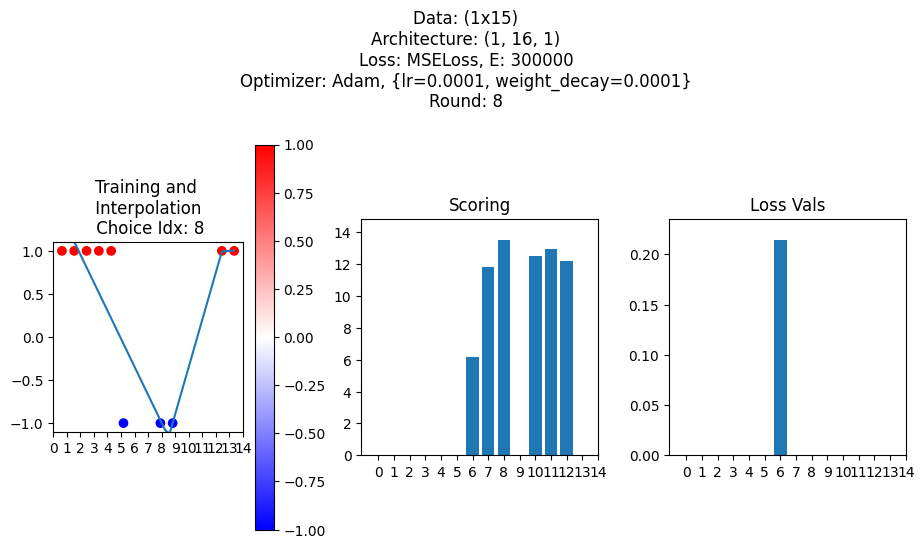 Data: (1x15)
Architecture: (1, 16, 1)
Loss: MSELoss, E: 300000
Optimizer: Adam, {lr=0.0001, weight_decay=0.0001}
Round: 8
Training and
Interpolation
Choice Idx: 8
1.0
0.5
0.0
−0.5
−1.0
0 1 2 3 4 5 6 7 8 9 10 11 12 13 14
1.00
0.75
0.50
0.25
0.00
−0.25
−0.50
−0.75
−1.00
Scoring
14
12
10
8
6
4
2
0
0 1 2 3 4 5 6 7 8 9 10 11 12 13 14
Loss Vals
0.20
0.15
0.10
0.05
0.00
0 1 2 3 4 5 6 7 8 9 10 11 12 13 14